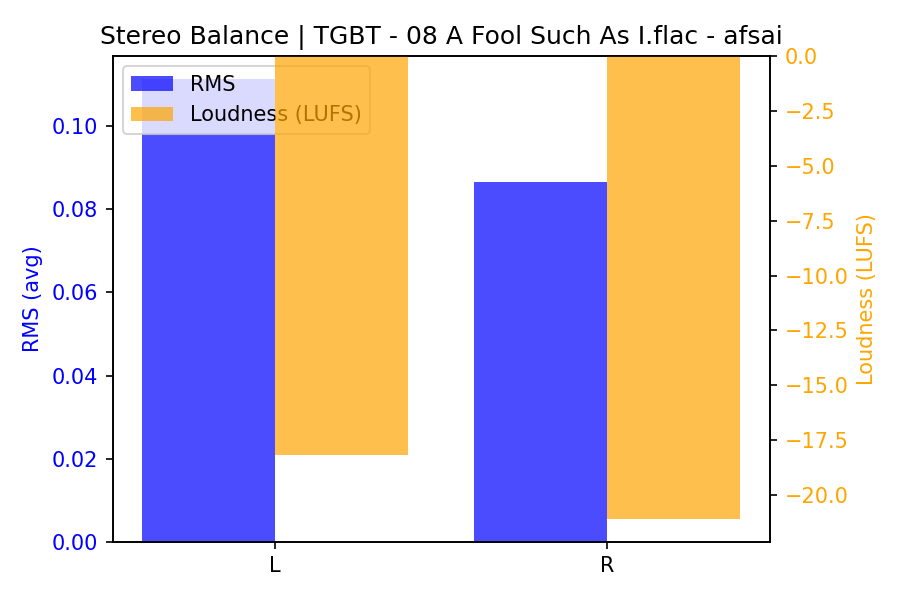 Stereo Balance | TGBT - 08 A Fool Such As I.flac - afsai
RMS
Loudness (LUFS)
0.10
0.08
0.06
0.04
0.02
0.00
RMS (avg)
L
R
0.0
−2.5
−5.0
−7.5
−10.0
−12.5
−15.0
−17.5
−20.0
Loudness (LUFS)